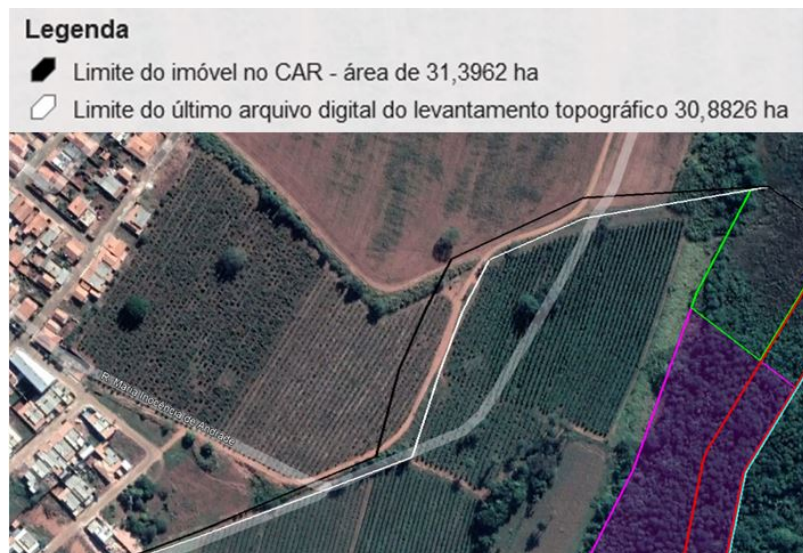 Legenda
Limite do imóvel no CAR - área de 31,3962 ha
Limite do último arquivo digital do levantamento topográfico 30,8826 ha
R. Maria Inocência de Andrade